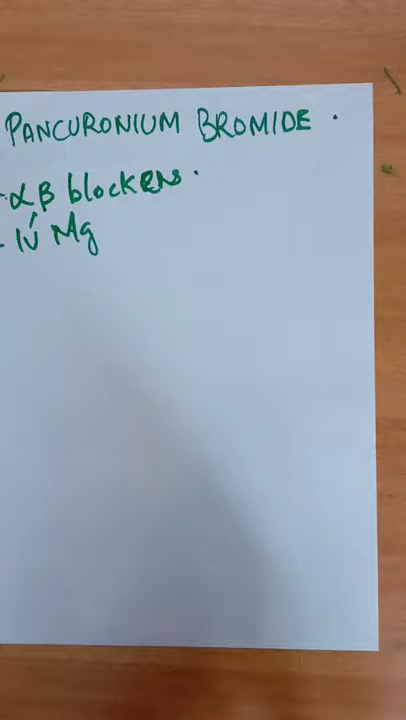 PANCURONIUM BROMIDE.
- αβ blockers.
- IV Mg